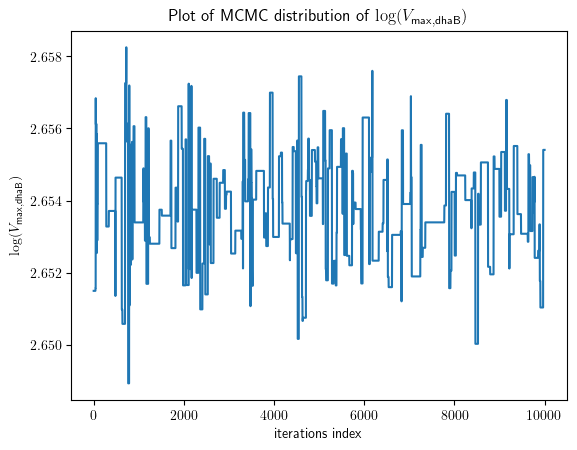 Plot of MCMC distribution of log(V_max,dhaB)
log(V_max,dhaB)
2.658
2.656
2.654
2.652
2.650
0 2000 4000 6000 8000 10000
iterations index